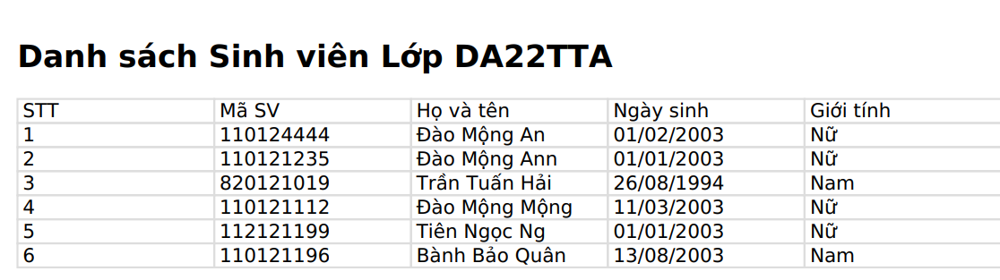 Danh sách Sinh viên Lớp DA22TTA
STT Mã SV Họ và tên Ngày sinh Giới tính
1 110124444 Đào Mộng An 01/02/2003 Nữ
2 110121235 Đào Mộng Ann 01/01/2003 Nữ
3 820121019 Trần Tuấn Hải 26/08/1994 Nam
4 110121112 Đào Mộng Mộng 11/03/2003 Nữ
5 112121199 Tiên Ngọc Ng 01/01/2003 Nữ
6 110121196 Bành Bảo Quân 13/08/2003 Nam